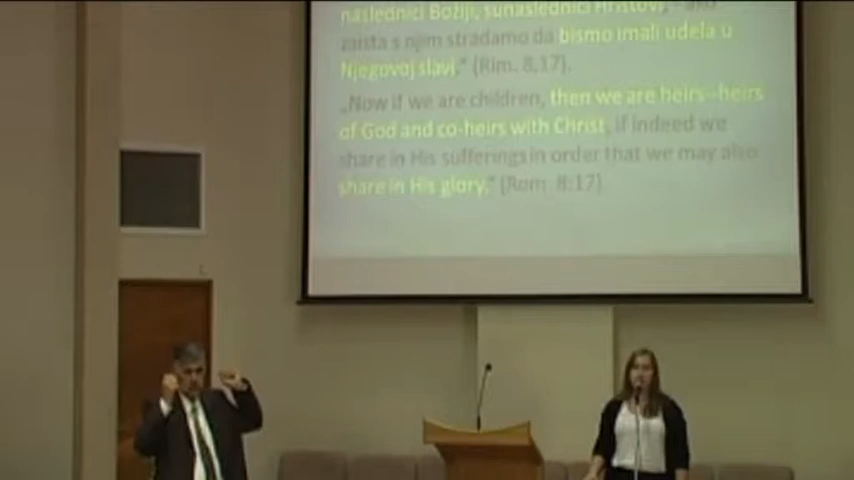 naslednici Božiji, sunaslednici Hristovi, ako
zaista s njim stradamo da bismo imali udela u
Njegovoj slavi." (Rim. 8,17).
„Now if we are children, then we are heirs--heirs
of God and co-heirs with Christ, if indeed we
share in His sufferings in order that we may also
share in His glory." (Rom. 8:17)